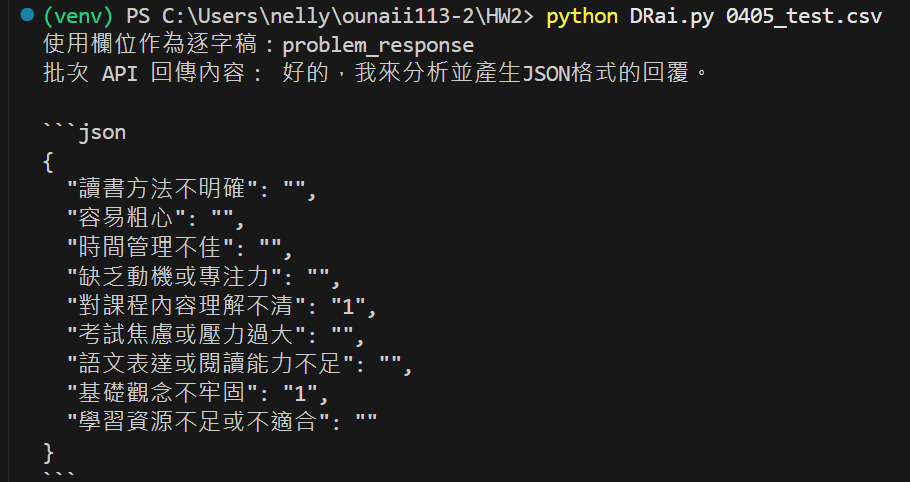 (venv) PS C:\Users\nelly\ounaii113-2\HW2> python DRai.py 0405_test.csv
使用欄位作為逐字稿：problem_response
批次 API 回傳內容： 好的，我來分析並產生JSON格式的回覆。
```json
{
  "讀書方法不明確": "",
  "容易粗心": "",
  "時間管理不佳": "",
  "缺乏動機或專注力": "",
  "對課程內容理解不清": "1",
  "考試焦慮或壓力過大": "",
  "語文表達或閱讀能力不足": "",
  "基礎觀念不牢固": "1",
  "學習資源不足或不適合": ""
}
```